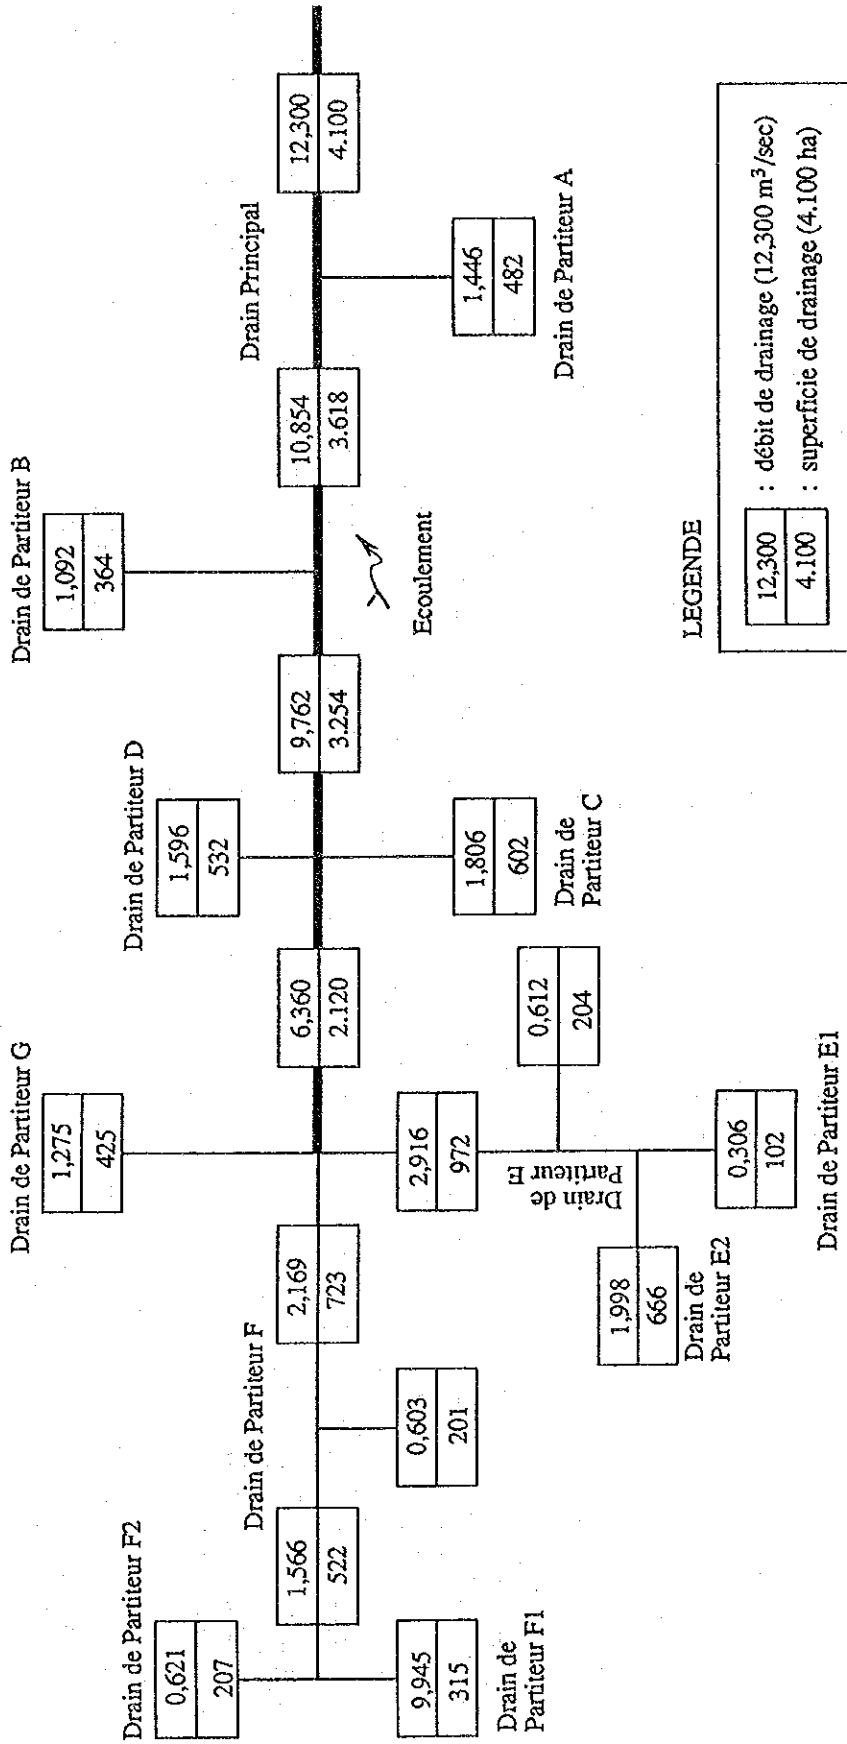 Drain de Partiteur F2
0,621
207
9,945
315
Drain de
Partiteur F1
1,566
522
Drain de Partiteur F
0,603
201
2,169
723
Drain de Partiteur G
1,275
425
2,916
972
Drain de
Partiteur E
0,612
204
1,998
666
Drain de
Partiteur E2
0,306
102
Drain de Partiteur E1
6,360
2.120
Drain de Partiteur D
1,596
532
1,806
602
Drain de
Partiteur C
9,762
3.254
Drain de Partiteur B
1,092
364
Ecoulement
10,854
3.618
Drain Principal
1,446
482
Drain de Partiteur A
12,300
4.100
LEGENDE
12,300 : débit de drainage (12,300 m³/sec)
4.100 : superficie de drainage (4.100 ha)